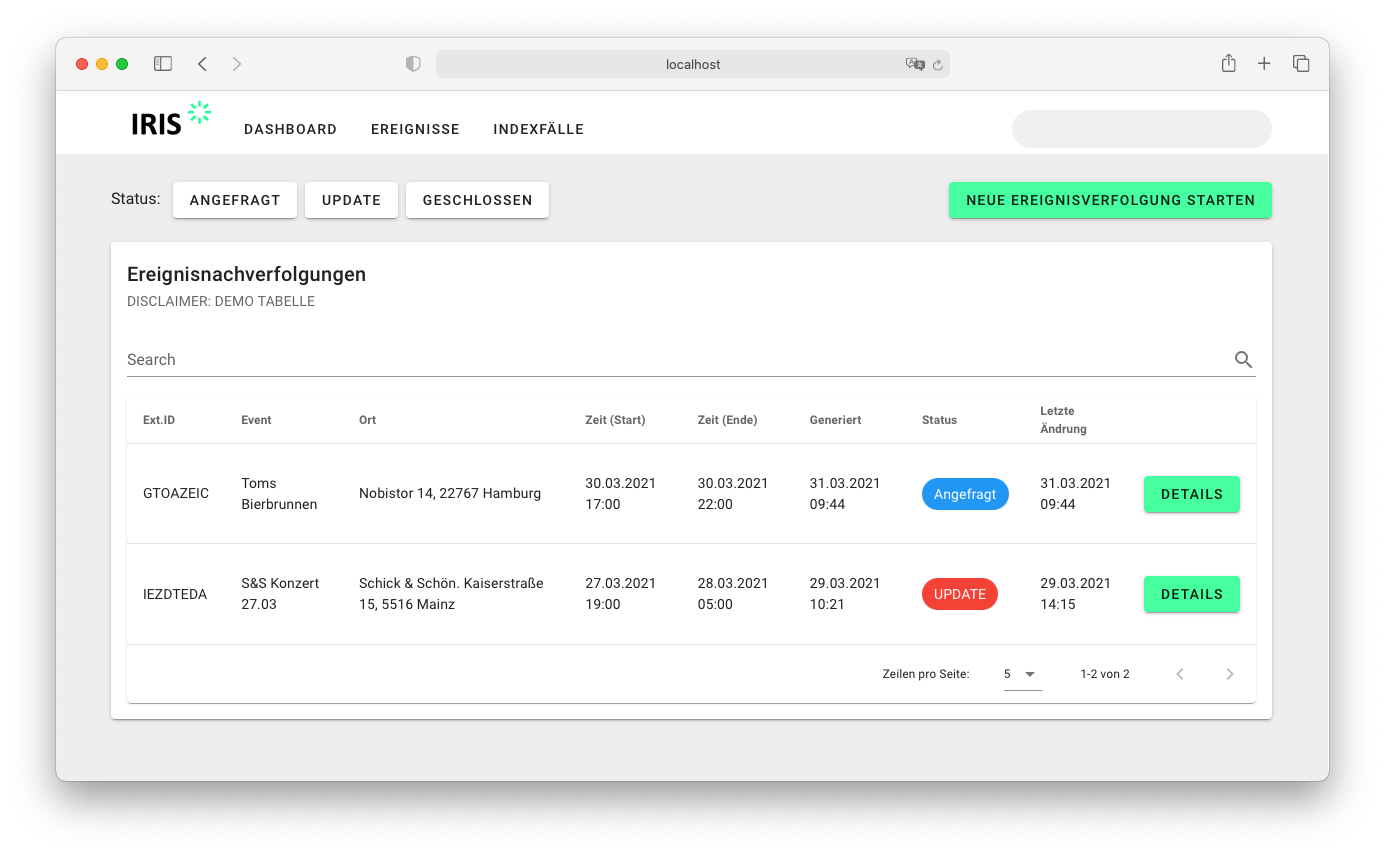 localhost
IRIS
DASHBOARD EREIGNISSE INDEXFÄLLE
Status: ANGEFRAGT UPDATE GESCHLOSSEN NEUE EREIGNISVERFOLGUNG STARTEN
Ereignisnachverfolgungen
DISCLAIMER: DEMO TABELLE
Search
Ext.ID Event Ort Zeit (Start) Zeit (Ende) Generiert Status Letzte
Ändrung
GTOAZEIC Toms Nobistor 14, 22767 Hamburg 30.03.2021 30.03.2021 31.03.2021 Angefragt 31.03.2021 DETAILS
Bierbrunnen 17:00 22:00 09:44 09:44
IEZDTEDA S&S Konzert Schick & Schön. Kaiserstraße 27.03.2021 28.03.2021 29.03.2021 UPDATE 29.03.2021 DETAILS
27.03 15, 5516 Mainz 19:00 05:00 10:21 14:15
Zeilen pro Seite: 5 1-2 von 2